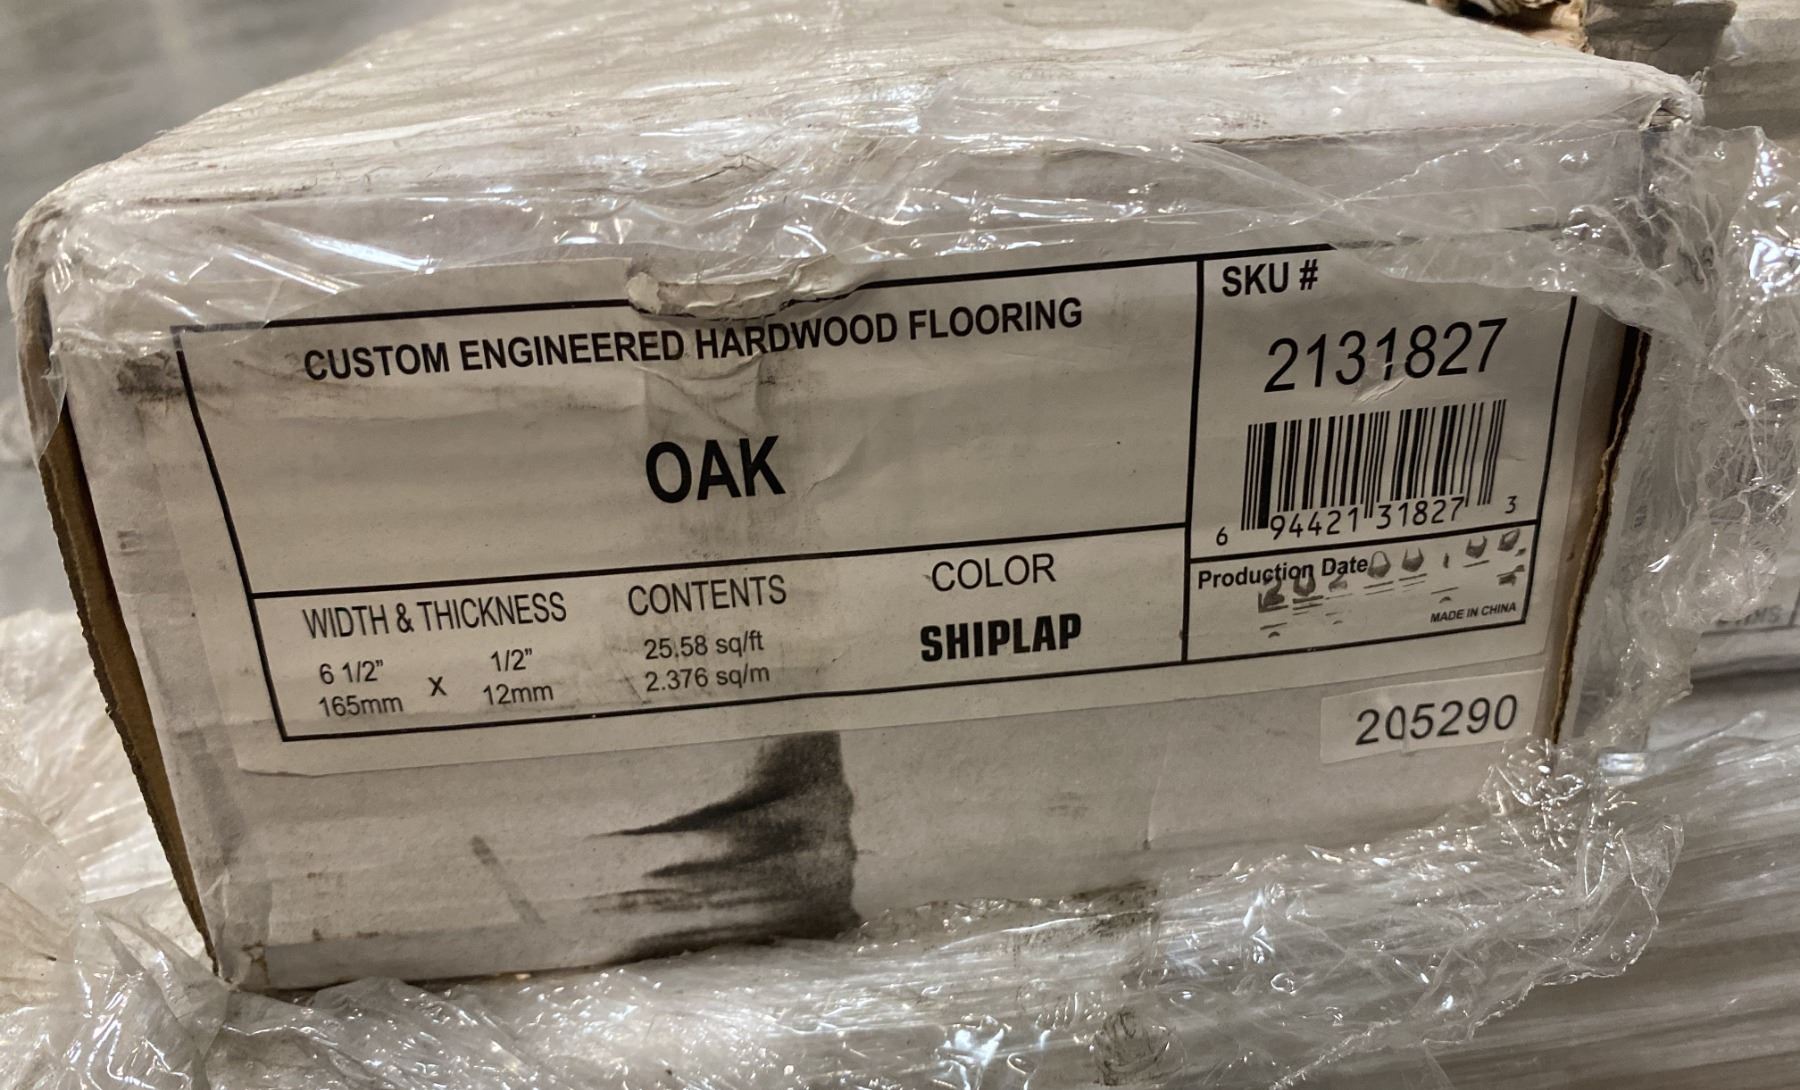 CUSTOM ENGINEERED HARDWOOD FLOORING
OAK
WIDTH & THICKNESS
6 1/2" X 1/2"
165mm 12mm
CONTENTS
25.58 sq/ft
2.376 sq/m
COLOR
SHIPLAP
SKU #
2131827
6 94421 31827 3
Production Date
MADE IN CHINA
205290